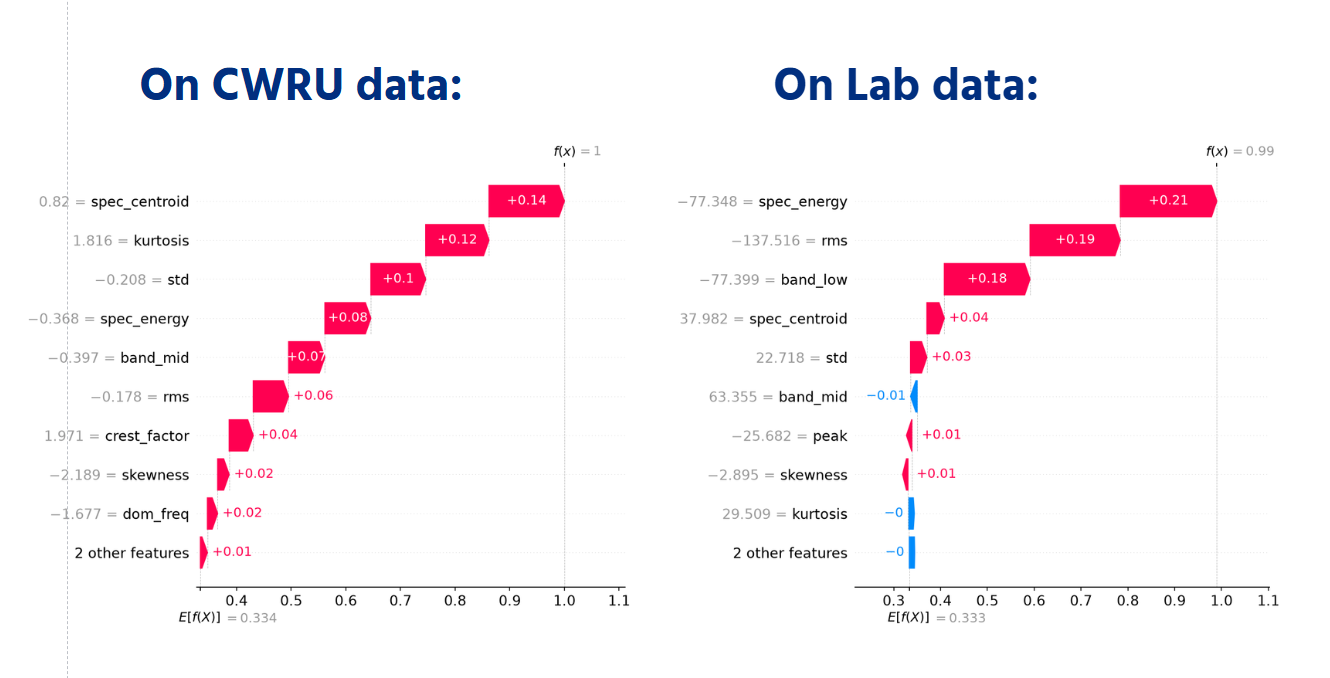 On CWRU data:
f(x) = 1
0.82 = spec_centroid
+0.14
1.816 = kurtosis
+0.12
−0.208 = std
+0.1
−0.368 = spec_energy
+0.08
−0.397 = band_mid
+0.07
−0.178 = rms
+0.06
1.971 = crest_factor
+0.04
−2.189 = skewness
+0.02
−1.677 = dom_freq
+0.02
2 other features
+0.01
0.4 0.5 0.6 0.7 0.8 0.9 1.0 1.1
E[f(X)] = 0.334
On Lab data:
f(x) = 0.99
−77.348 = spec_energy
+0.21
−137.516 = rms
+0.19
−77.399 = band_low
+0.18
37.982 = spec_centroid
+0.04
22.718 = std
+0.03
63.355 = band_mid
−0.01
−25.682 = peak
+0.01
−2.895 = skewness
+0.01
29.509 = kurtosis
−0
2 other features
−0
0.3 0.4 0.5 0.6 0.7 0.8 0.9 1.0 1.1
E[f(X)] = 0.333